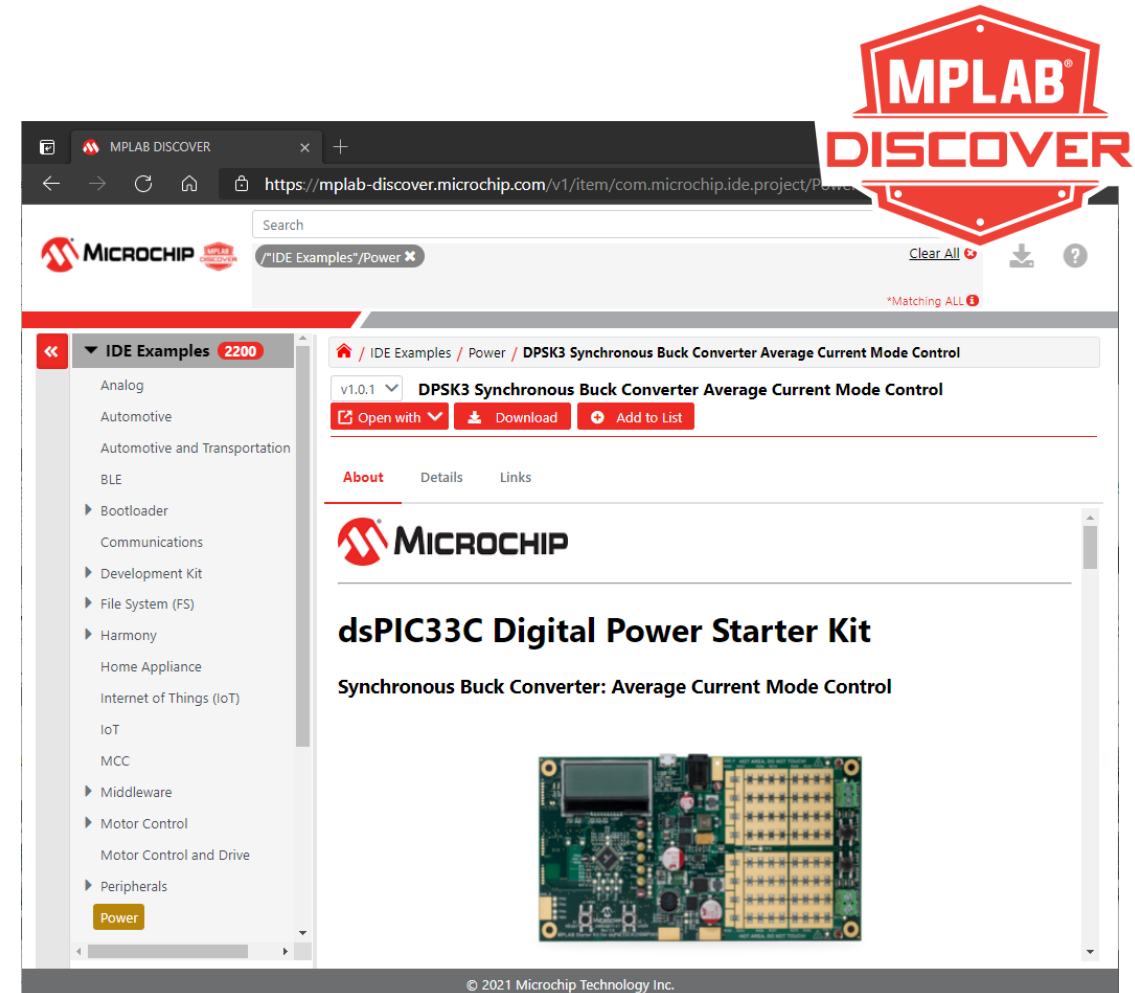 MPLAB®
DISCOVER
MPLAB DISCOVER
https://mplab-discover.microchip.com/v1/item/com.microchip.ide.project/
Search
MICROCHIP
/"IDE Examples"/Power
Clear All
*Matching ALL
IDE Examples 2200
Analog
Automotive
Automotive and Transportation
BLE
Bootloader
Communications
Development Kit
File System (FS)
Harmony
Home Appliance
Internet of Things (IoT)
IoT
MCC
Middleware
Motor Control
Motor Control and Drive
Peripherals
Power
/ IDE Examples / Power / DPSK3 Synchronous Buck Converter Average Current Mode Control
v1.0.1 DPSK3 Synchronous Buck Converter Average Current Mode Control
Open with Download Add to List
About Details Links
MICROCHIP
dsPIC33C Digital Power Starter Kit
Synchronous Buck Converter: Average Current Mode Control
© 2021 Microchip Technology Inc.